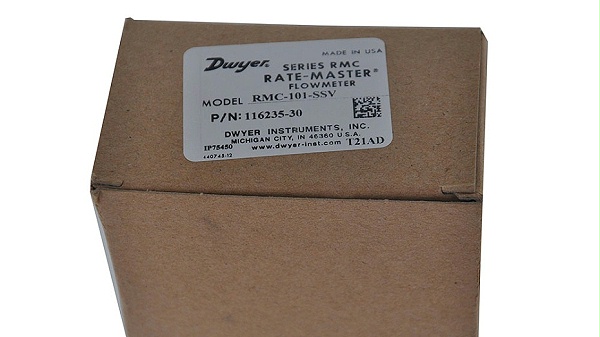 MADE IN USA
Dwyer®
SERIES RMC
RATE-MASTER®
FLOWMETER
MODEL RMC-101-SSV
P/N: 116235-30
DWYER INSTRUMENTS, INC.
MICHIGAN CITY, IN 46360 U.S.A.
IP75450 www.dwyer-inst.com T21AD